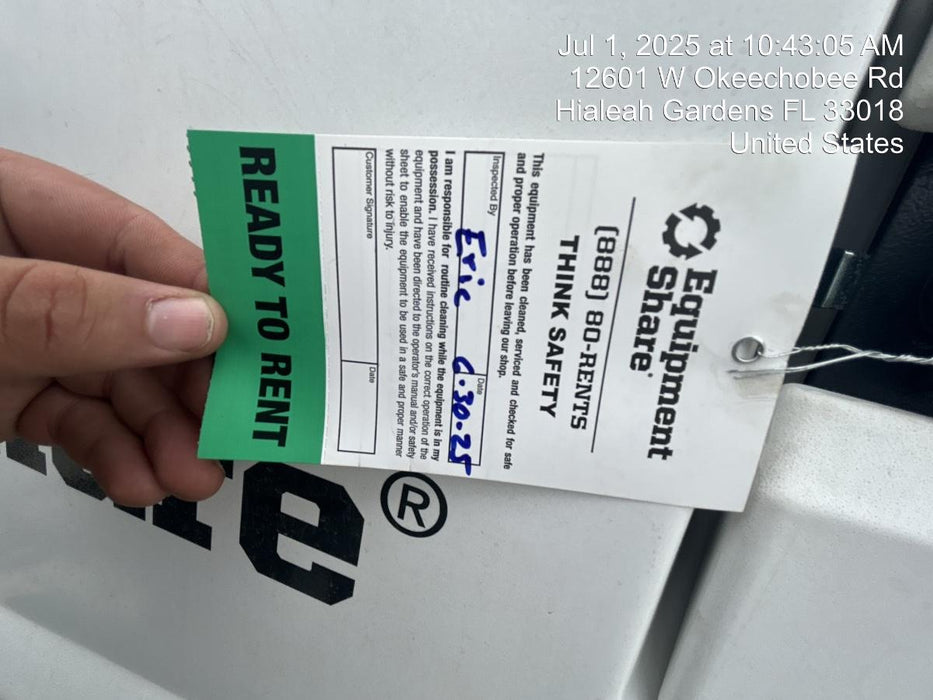 Jul 1, 2025 at 10:43:05 AM
12601 W Okeechobee Rd
Hialeah Gardens FL 33018
United States
Equipment
Share
(888) 80-RENTS
THINK SAFETY
This equipment has been cleaned, serviced and checked for safe
and proper operation before leaving our shop.
Inspected By
Date
Eric 6.30.25
I am responsible for routine cleaning while the equipment is in my
possession. I have received instructions on the correct operation of the
equipment and have been directed to the operator's manual and/or safety
sheet to enable the equipment to be used in a safe and proper manner
without risk to injury.
Customer Signature
Date
READY TO RENT
e®